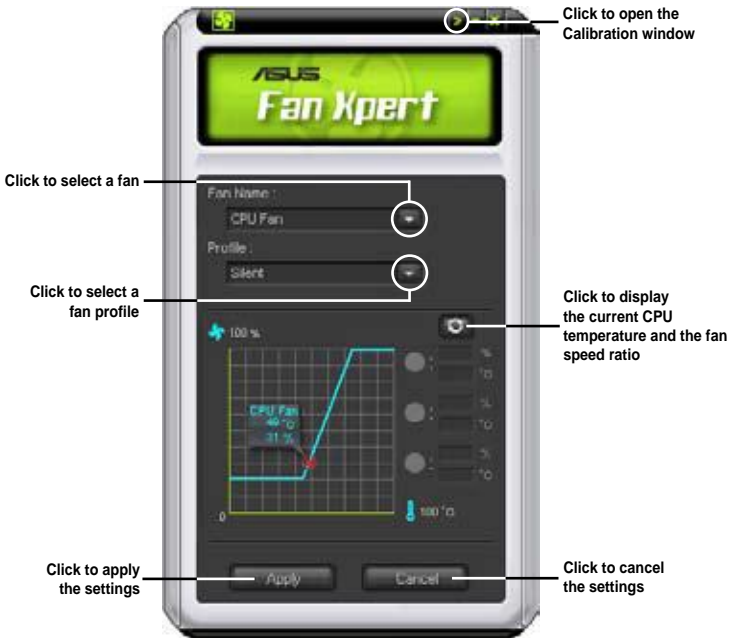 Click to open the
Calibration window
ASUS
Fan Xpert
Click to select a fan
Fan Name :
CPU Fan
Profile :
Silent
Click to select a
fan profile
Click to display
the current CPU
temperature and the fan
speed ratio
100 %
CPU Fan
%
%
%
0
100 °C
Click to apply
the settings
Apply
Cancel
Click to cancel
the settings